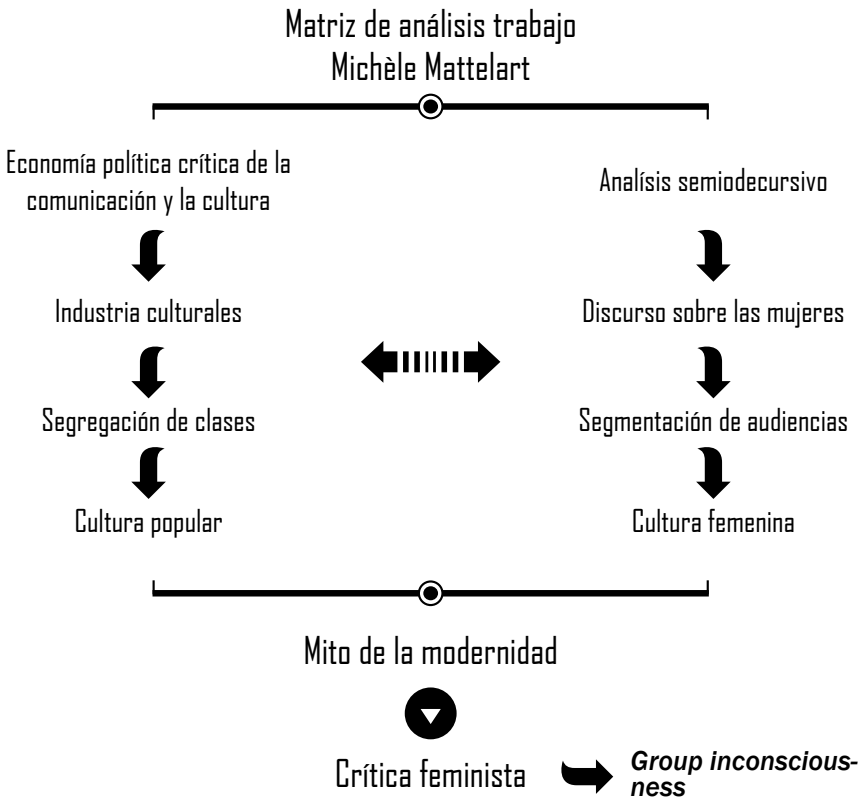 Matriz de análisis trabajo
Michèle Mattelart
Economía política crítica de la
comunicación y la cultura
Industria culturales
Segregación de clases
Cultura popular
Analísis semiodecursivo
Discurso sobre las mujeres
Segmentación de audiencias
Cultura femenina
Mito de la modernidad
Crítica feminista
Group inconscious-
ness